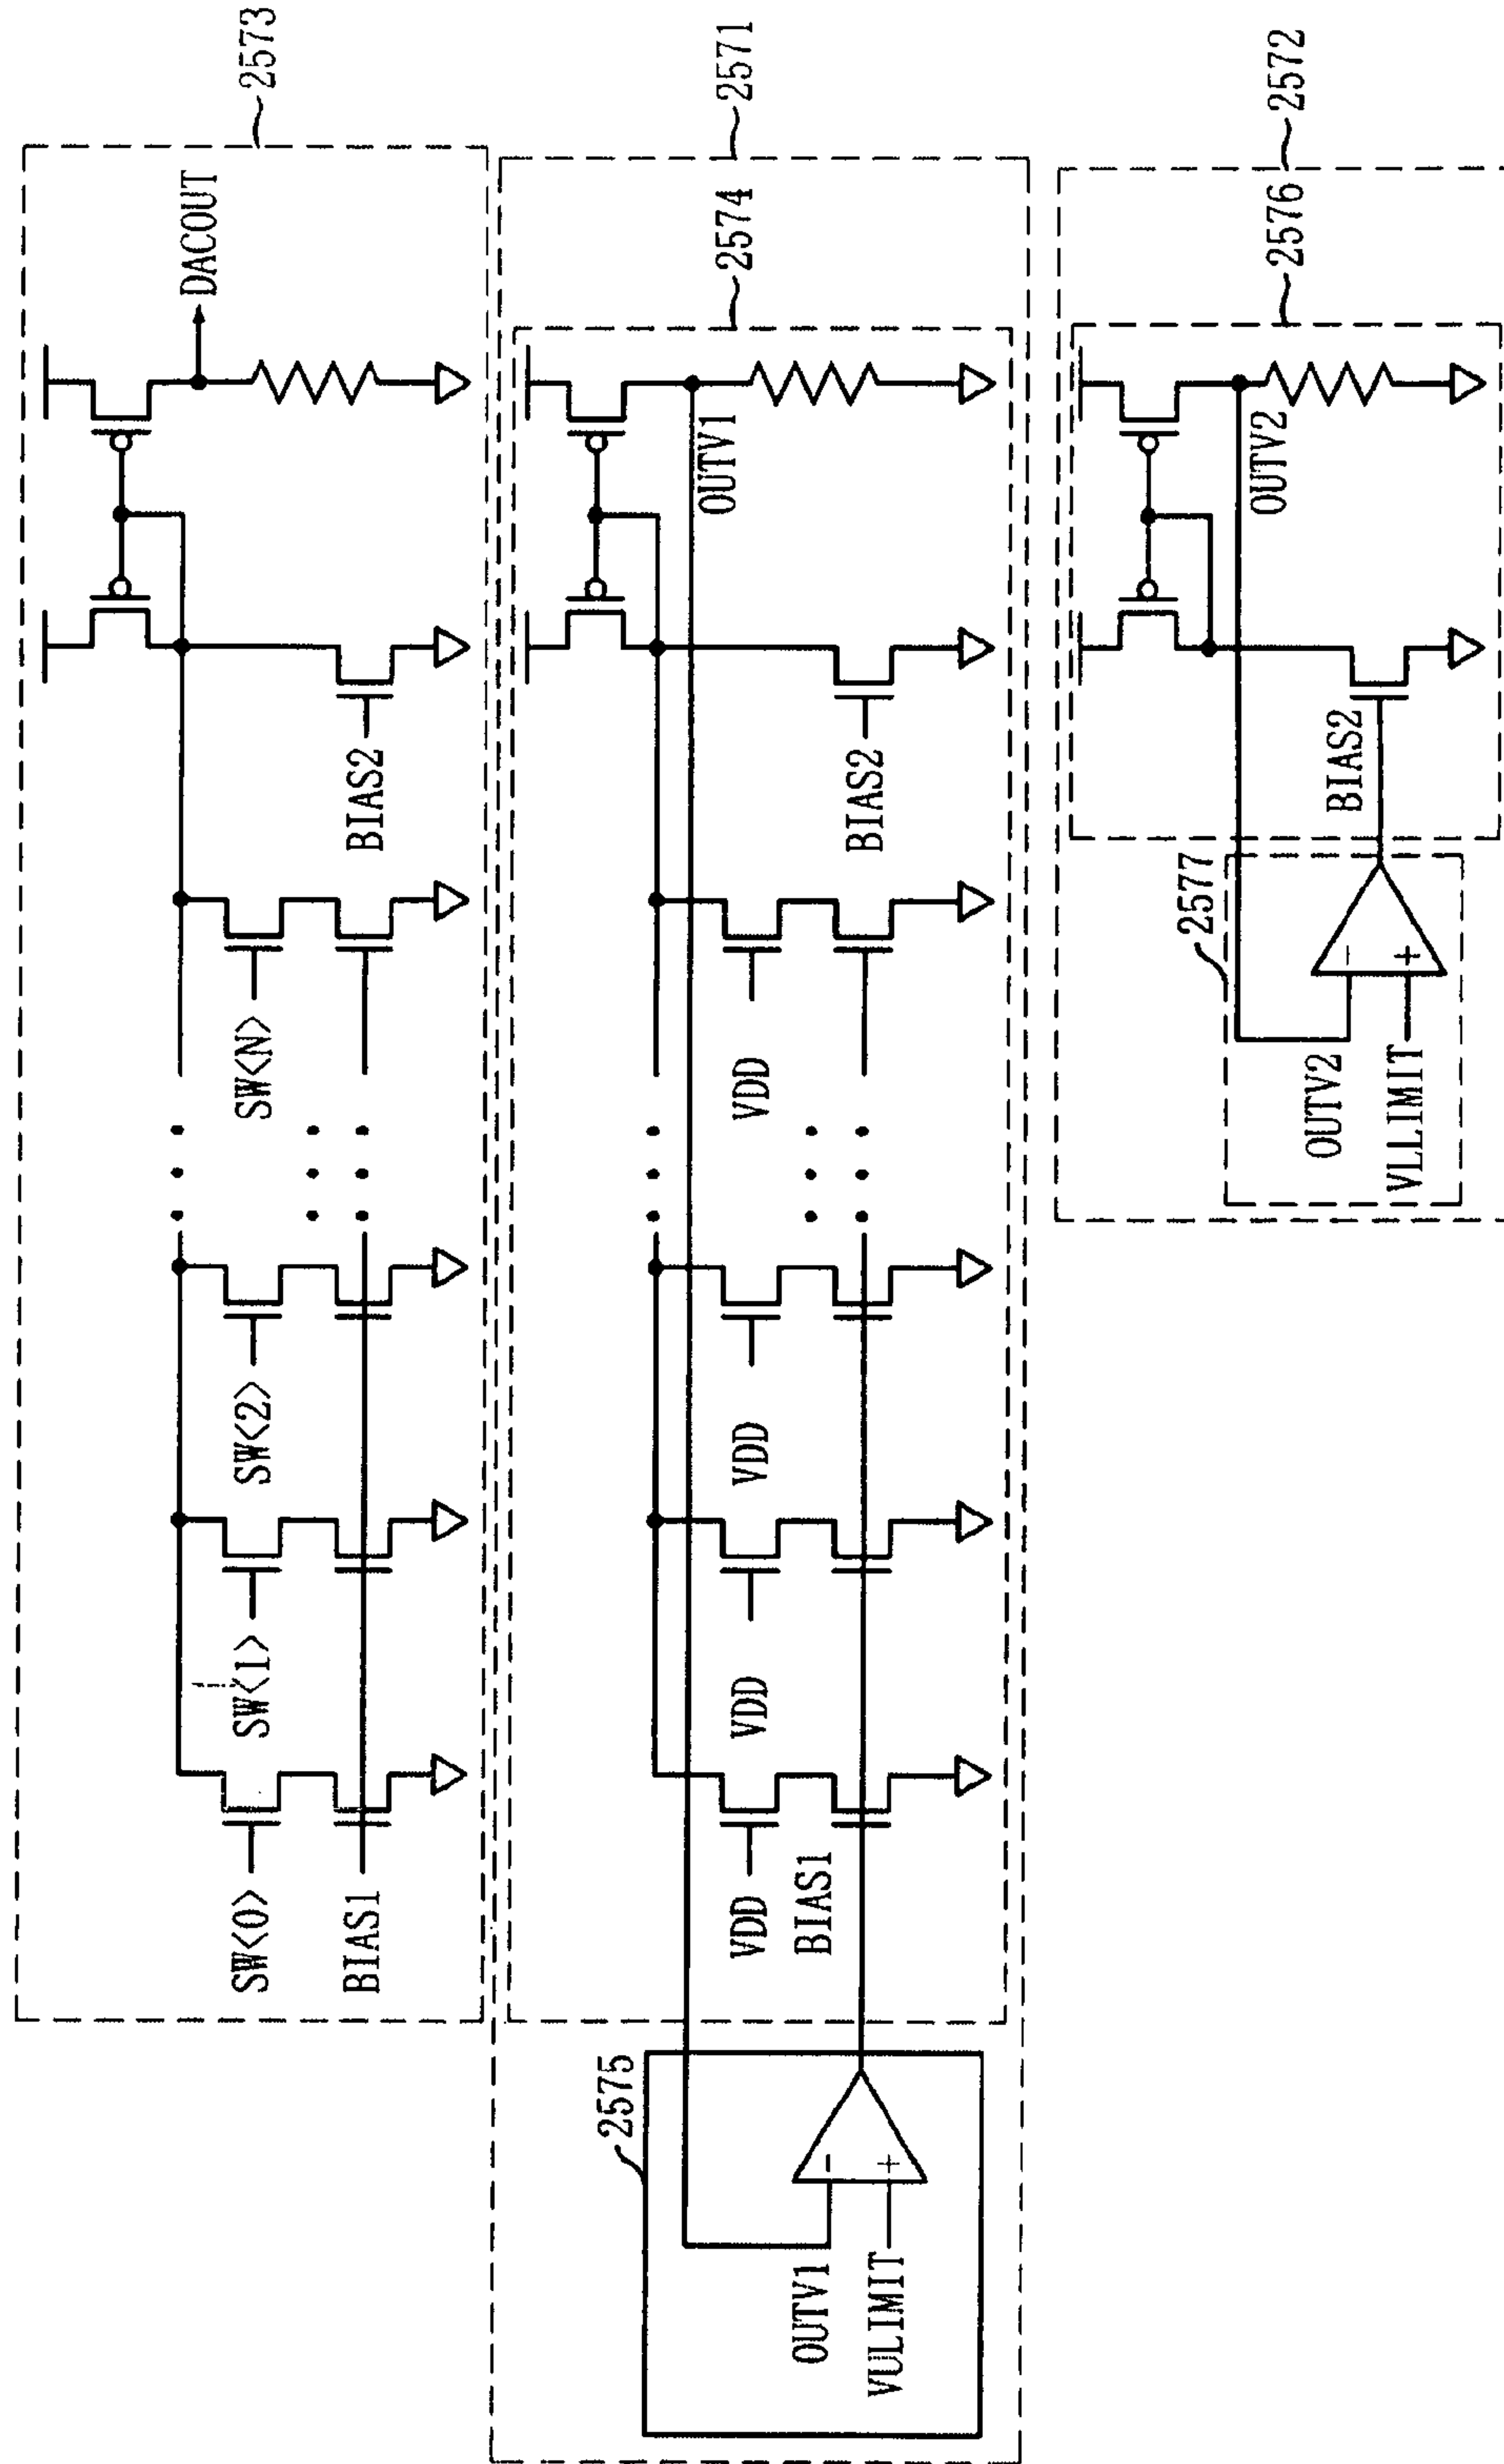 2573
DACOUT
BIAS2
SW<N>
SW<2>
SW<1>
SW<0>
BIAS1
2571
2574
OUTV1
BIAS2
VDD
VDD
VDD
VDD
BIAS1
2575
-
+
OUTV1
VULIMIT
2572
2576
OUTV2
BIAS2
2577
-
+
OUTV2
VLLIMIT